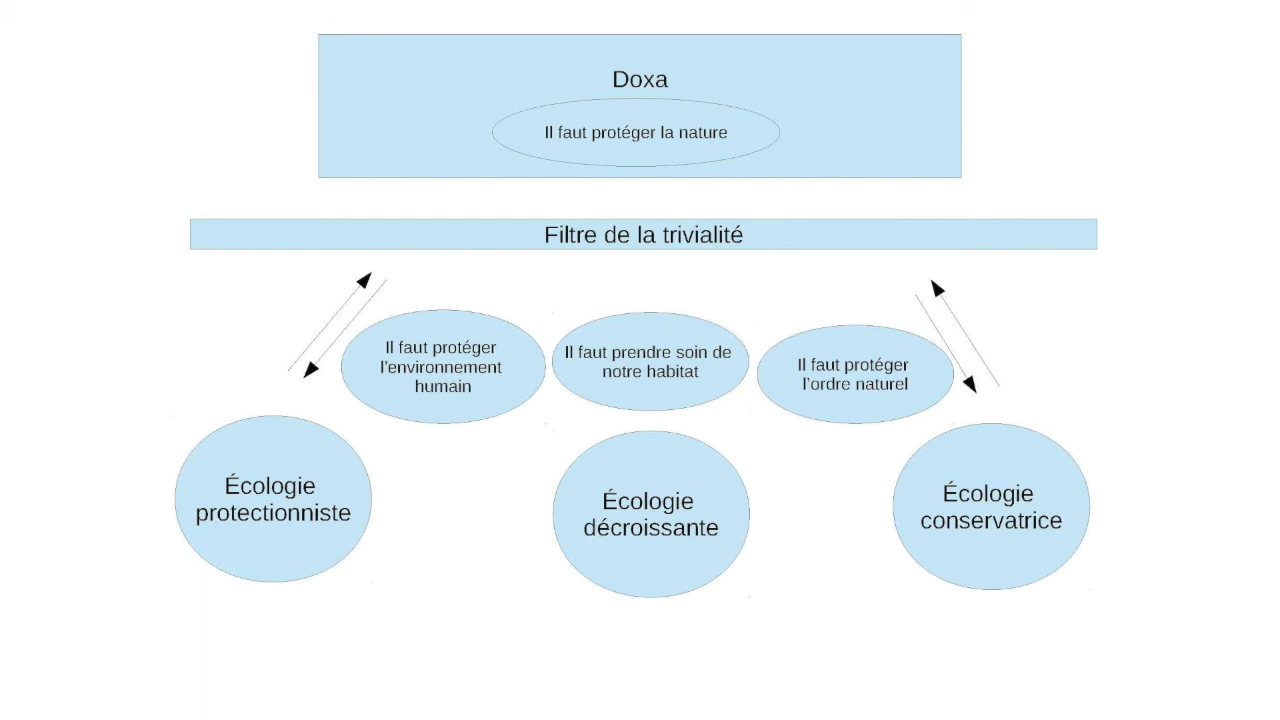 Doxa
Il faut protéger la nature
Filtre de la trivialité
Il faut protéger
l’environnement
humain
Il faut prendre soin de
notre habitat
Il faut protéger
l’ordre naturel
Écologie
protectionniste
Écologie
décroissante
Écologie
conservatrice